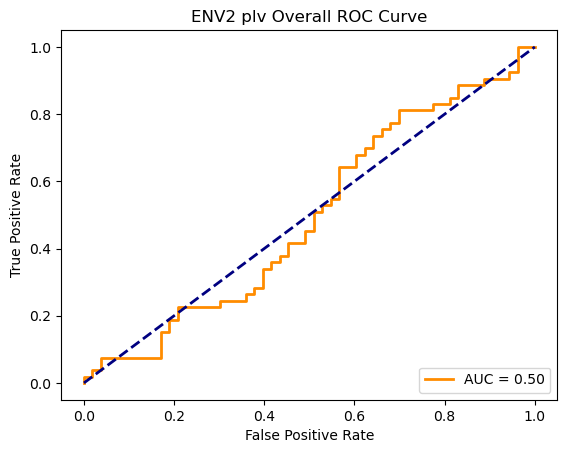 ENV2 plv Overall ROC Curve
1.0
0.8
0.6
0.4
0.2
0.0
True Positive Rate
AUC = 0.50
0.0 0.2 0.4 0.6 0.8 1.0
False Positive Rate